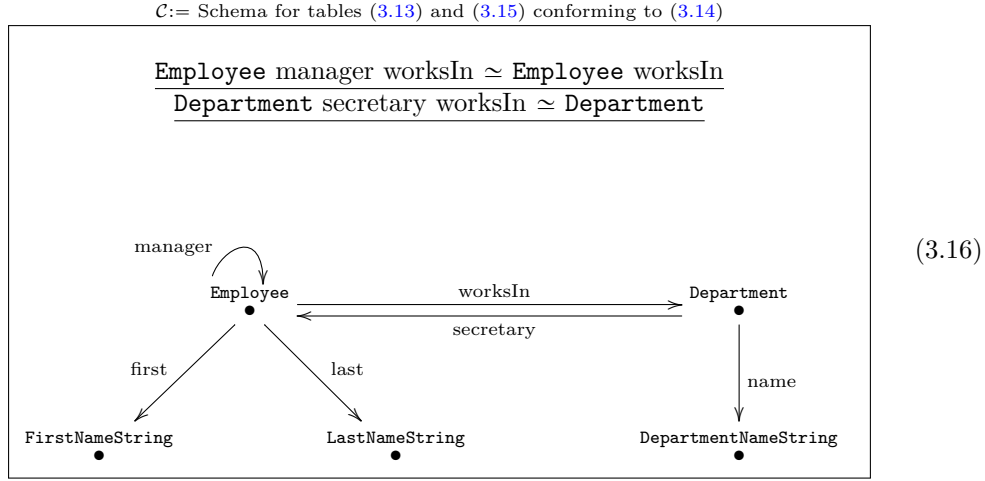 𝒞:= Schema for tables (3.13) and (3.15) conforming to (3.14)
Employee manager worksIn ≃ Employee worksIn
Department secretary worksIn ≃ Department
(3.16)
manager
Employee
worksIn
Department
secretary
first
last
name
FirstNameString
LastNameString
DepartmentNameString